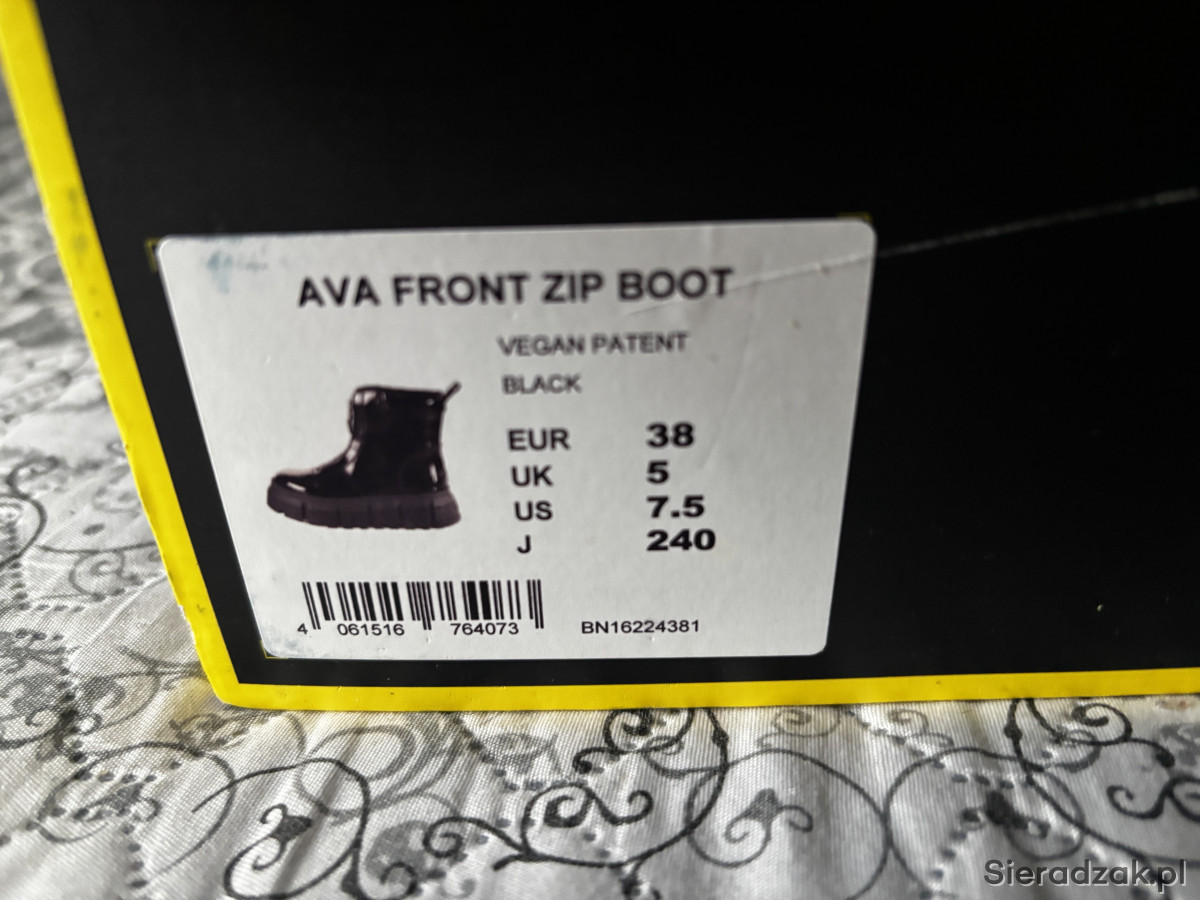 AVA FRONT ZIP BOOT
VEGAN PATENT
BLACK
EUR 38
UK 5
US 7.5
J 240
4 061516 764073 BN16224381
Sieradzak.pl